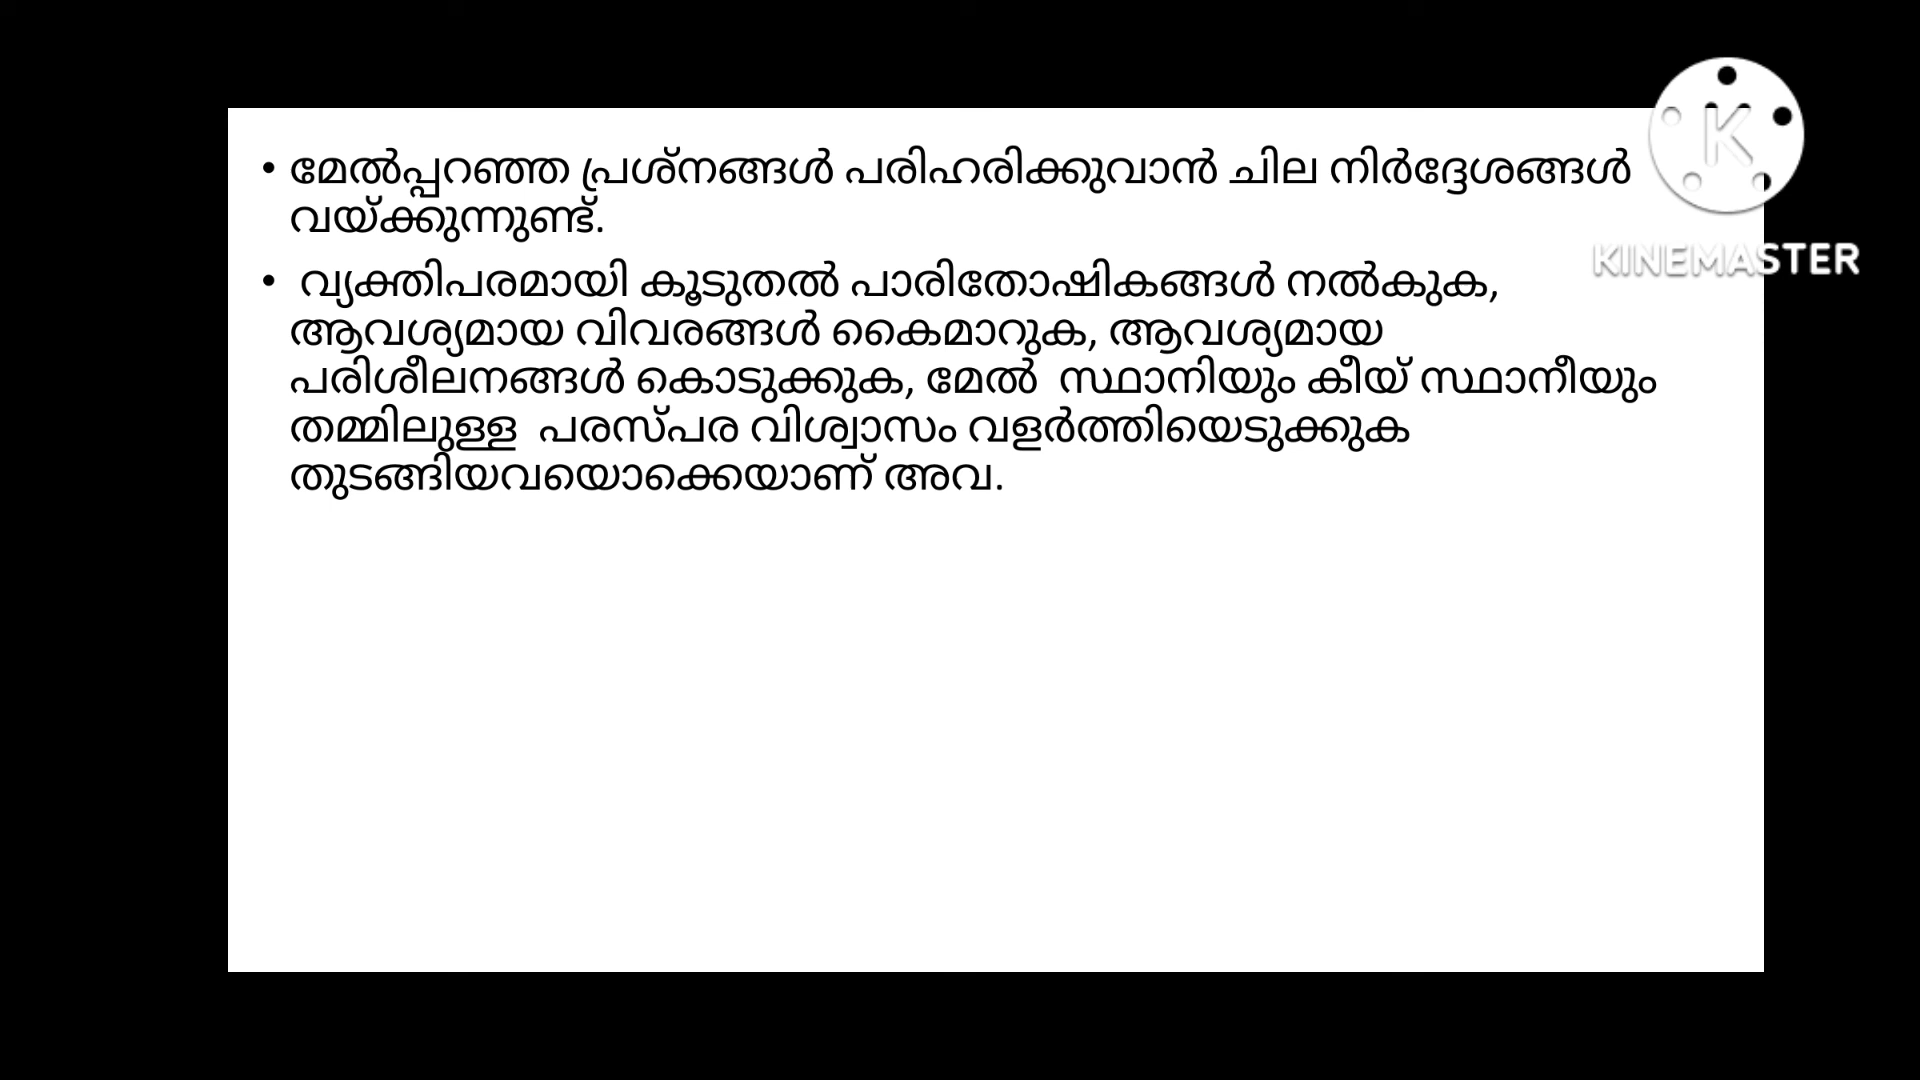 • മേൽപ്പറഞ്ഞ പ്രശ്നങ്ങൾ പരിഹരിക്കുവാൻ ചില നിർദ്ദേശങ്ങൾ
വയ്ക്കുന്നുണ്ട്.
• വ്യക്തിപരമായി കൂടുതൽ പാരിതോഷികങ്ങൾ നൽകുക,
ആവശ്യമായ വിവരങ്ങൾ കൈമാറുക, ആവശ്യമായ
പരിശീലനങ്ങൾ കൊടുക്കുക, മേൽ സ്ഥാനിയും കീയ് സ്ഥാനീയും
തമ്മിലുള്ള പരസ്പര വിശ്വാസം വളർത്തിയെടുക്കുക
തുടങ്ങിയവയൊക്കെയാണ് അവ.
K
KINEMASTER